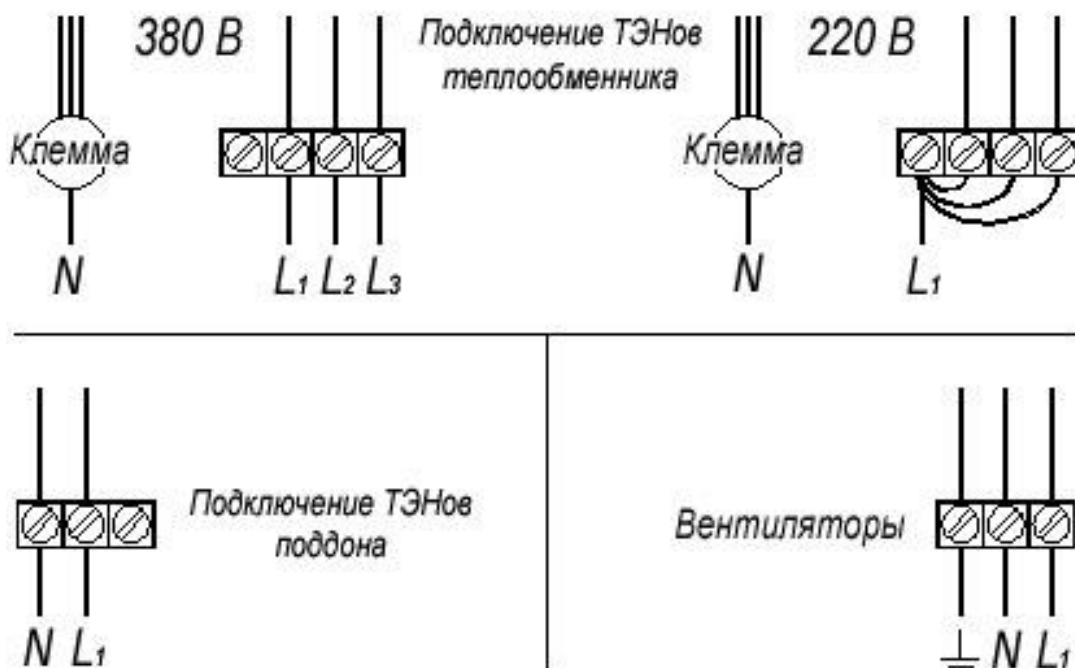 380 В
Подключение ТЭНов
теплообменника
220 В
Клемма
Клемма
N
L1 L2 L3
N
L1
Подключение ТЭНов
поддона
Вентиляторы
N L1
N L1